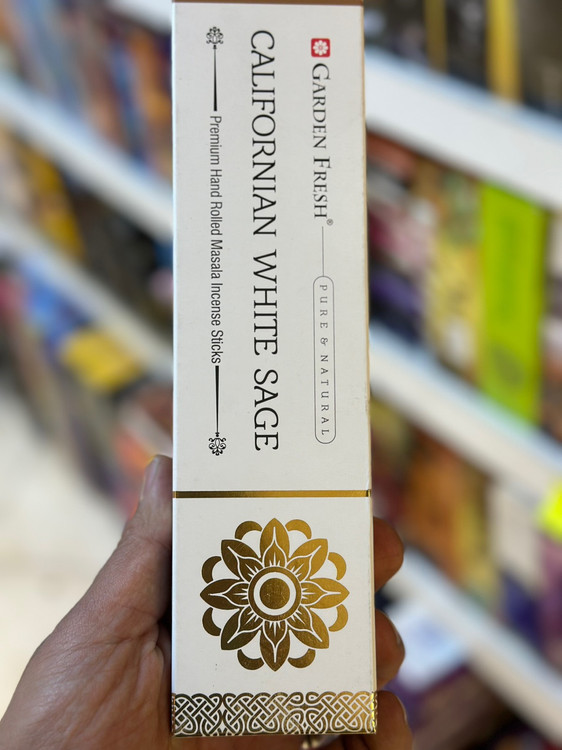 GARDEN FRESH®
PURE & NATURAL
CALIFORNIAN WHITE SAGE
Premium Hand Rolled Masala Incense Sticks